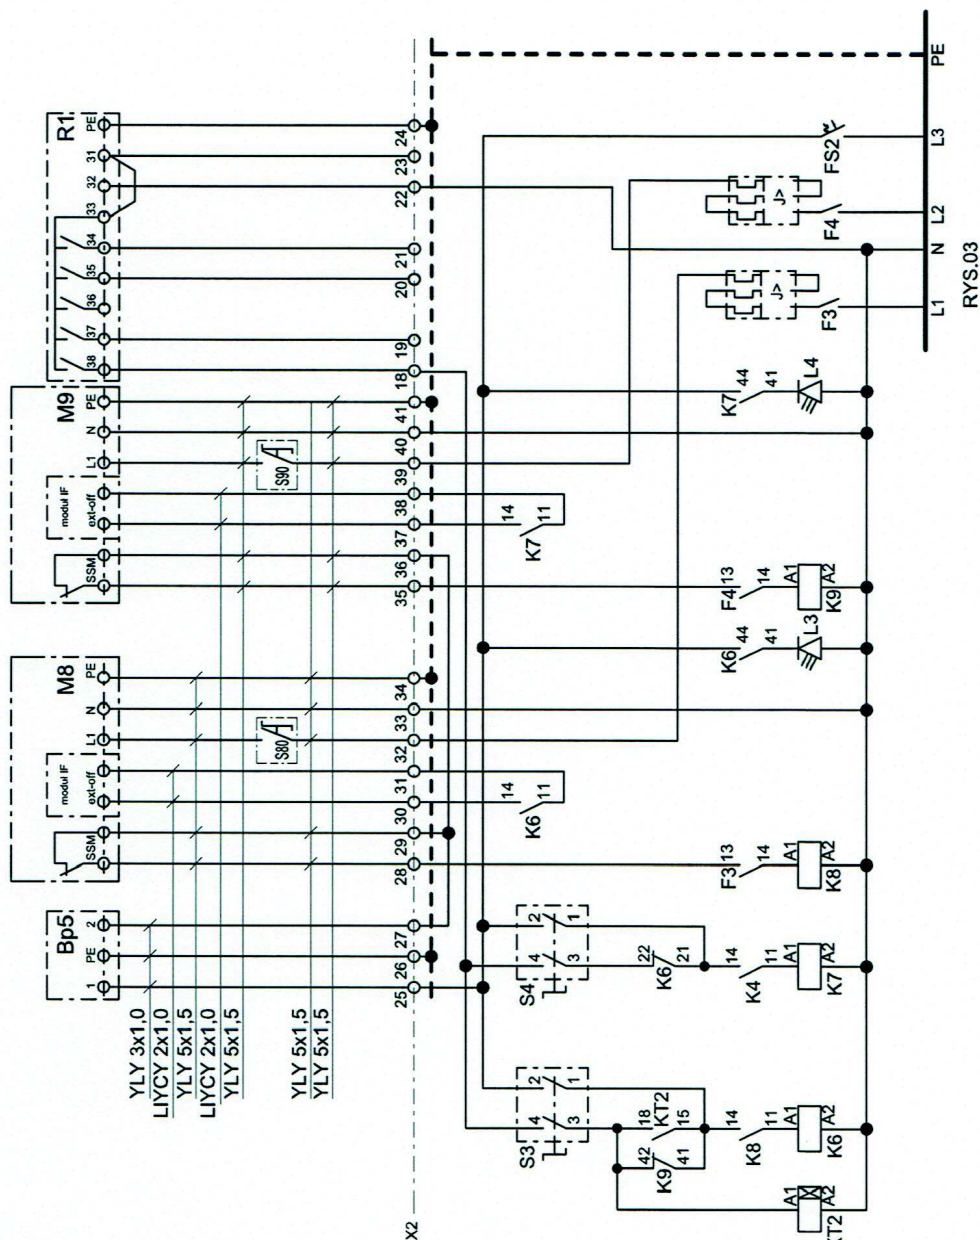 R1
PE
31
32
33
34
35
36
37
38
M9
PE
N
L1
modul IF
ext-off
SSM
M8
PE
N
L1
modul IF
ext-off
SSM
Bp5
2
PE
1
YLY 3x1,0
LIYCY 2x1,0
YLY 5x1,5
LIYCY 2x1,0
YLY 5x1,5
YLY 5x1,5
YLY 5x1,5
S90
S80
X2
24
23
22
21
20
19
18
41
40
39
38
37
36
35
34
33
32
31
30
29
28
27
26
25
K7
14
11
K6
14
11
S4
2
1
4
3
K6
22
21
K4
14
11
A1
A2
K7
S3
2
1
4
3
KT2
18
15
K9
42
41
K8
14
11
A1
A2
K6
A1
A2
KT2
F3
13
14
A1
A2
K8
K6
44
41
L3
F4
13
14
A1
A2
K9
K7
44
41
L4
FS2
J>
F4
J>
F3
PE
L3
L2
N
L1
RYS.03